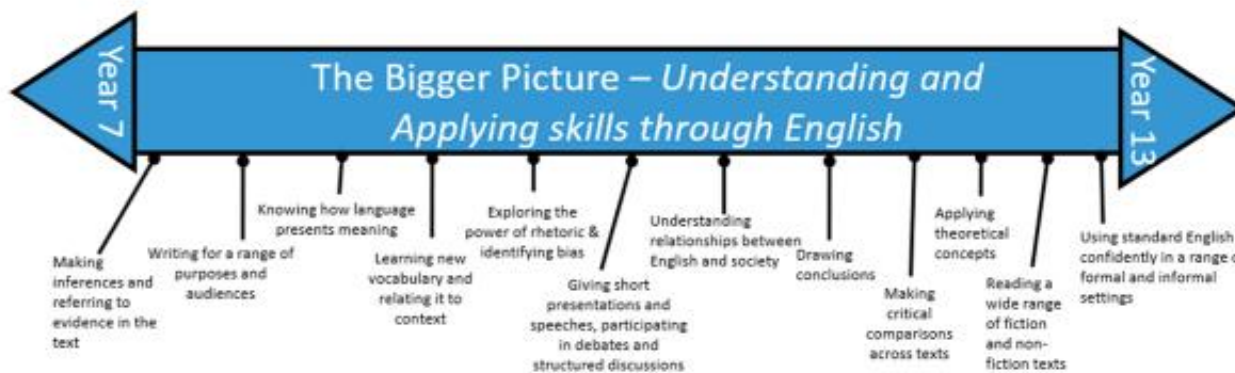 Year 7
The Bigger Picture – Understanding and
Applying skills through English
Year 13
Making
inferences and
referring to
evidence in the
text
Writing for a range of
purposes and
audiences
Knowing how language
presents meaning
Learning new
vocabulary and
relating it to
context
Exploring the
power of rhetoric &
identifying bias
Giving short
presentations and
speeches, participating
in debates and
structured discussions
Understanding
relationships between
English and society
Drawing
conclusions
Making
critical
comparisons
across texts
Applying
theoretical
concepts
Reading a
wide range
of fiction
and non-
fiction texts
Using standard English
confidently in a range
formal and informal
settings